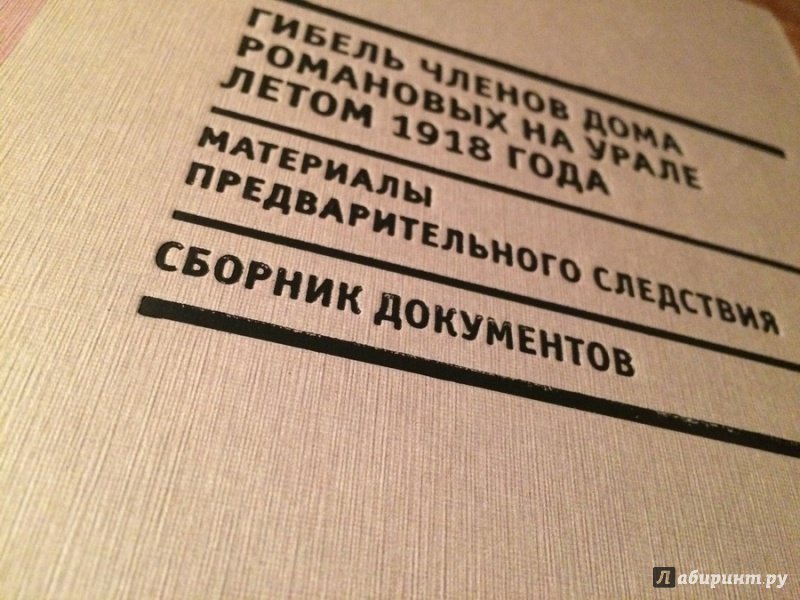 ГИБЕЛЬ ЧЛЕНОВ ДОМА
РОМАНОВЫХ НА УРАЛЕ
ЛЕТОМ 1918 ГОДА
МАТЕРИАЛЫ
ПРЕДВАРИТЕЛЬНОГО СЛЕДСТВИЯ
СБОРНИК ДОКУМЕНТОВ
Лабиринт.ру